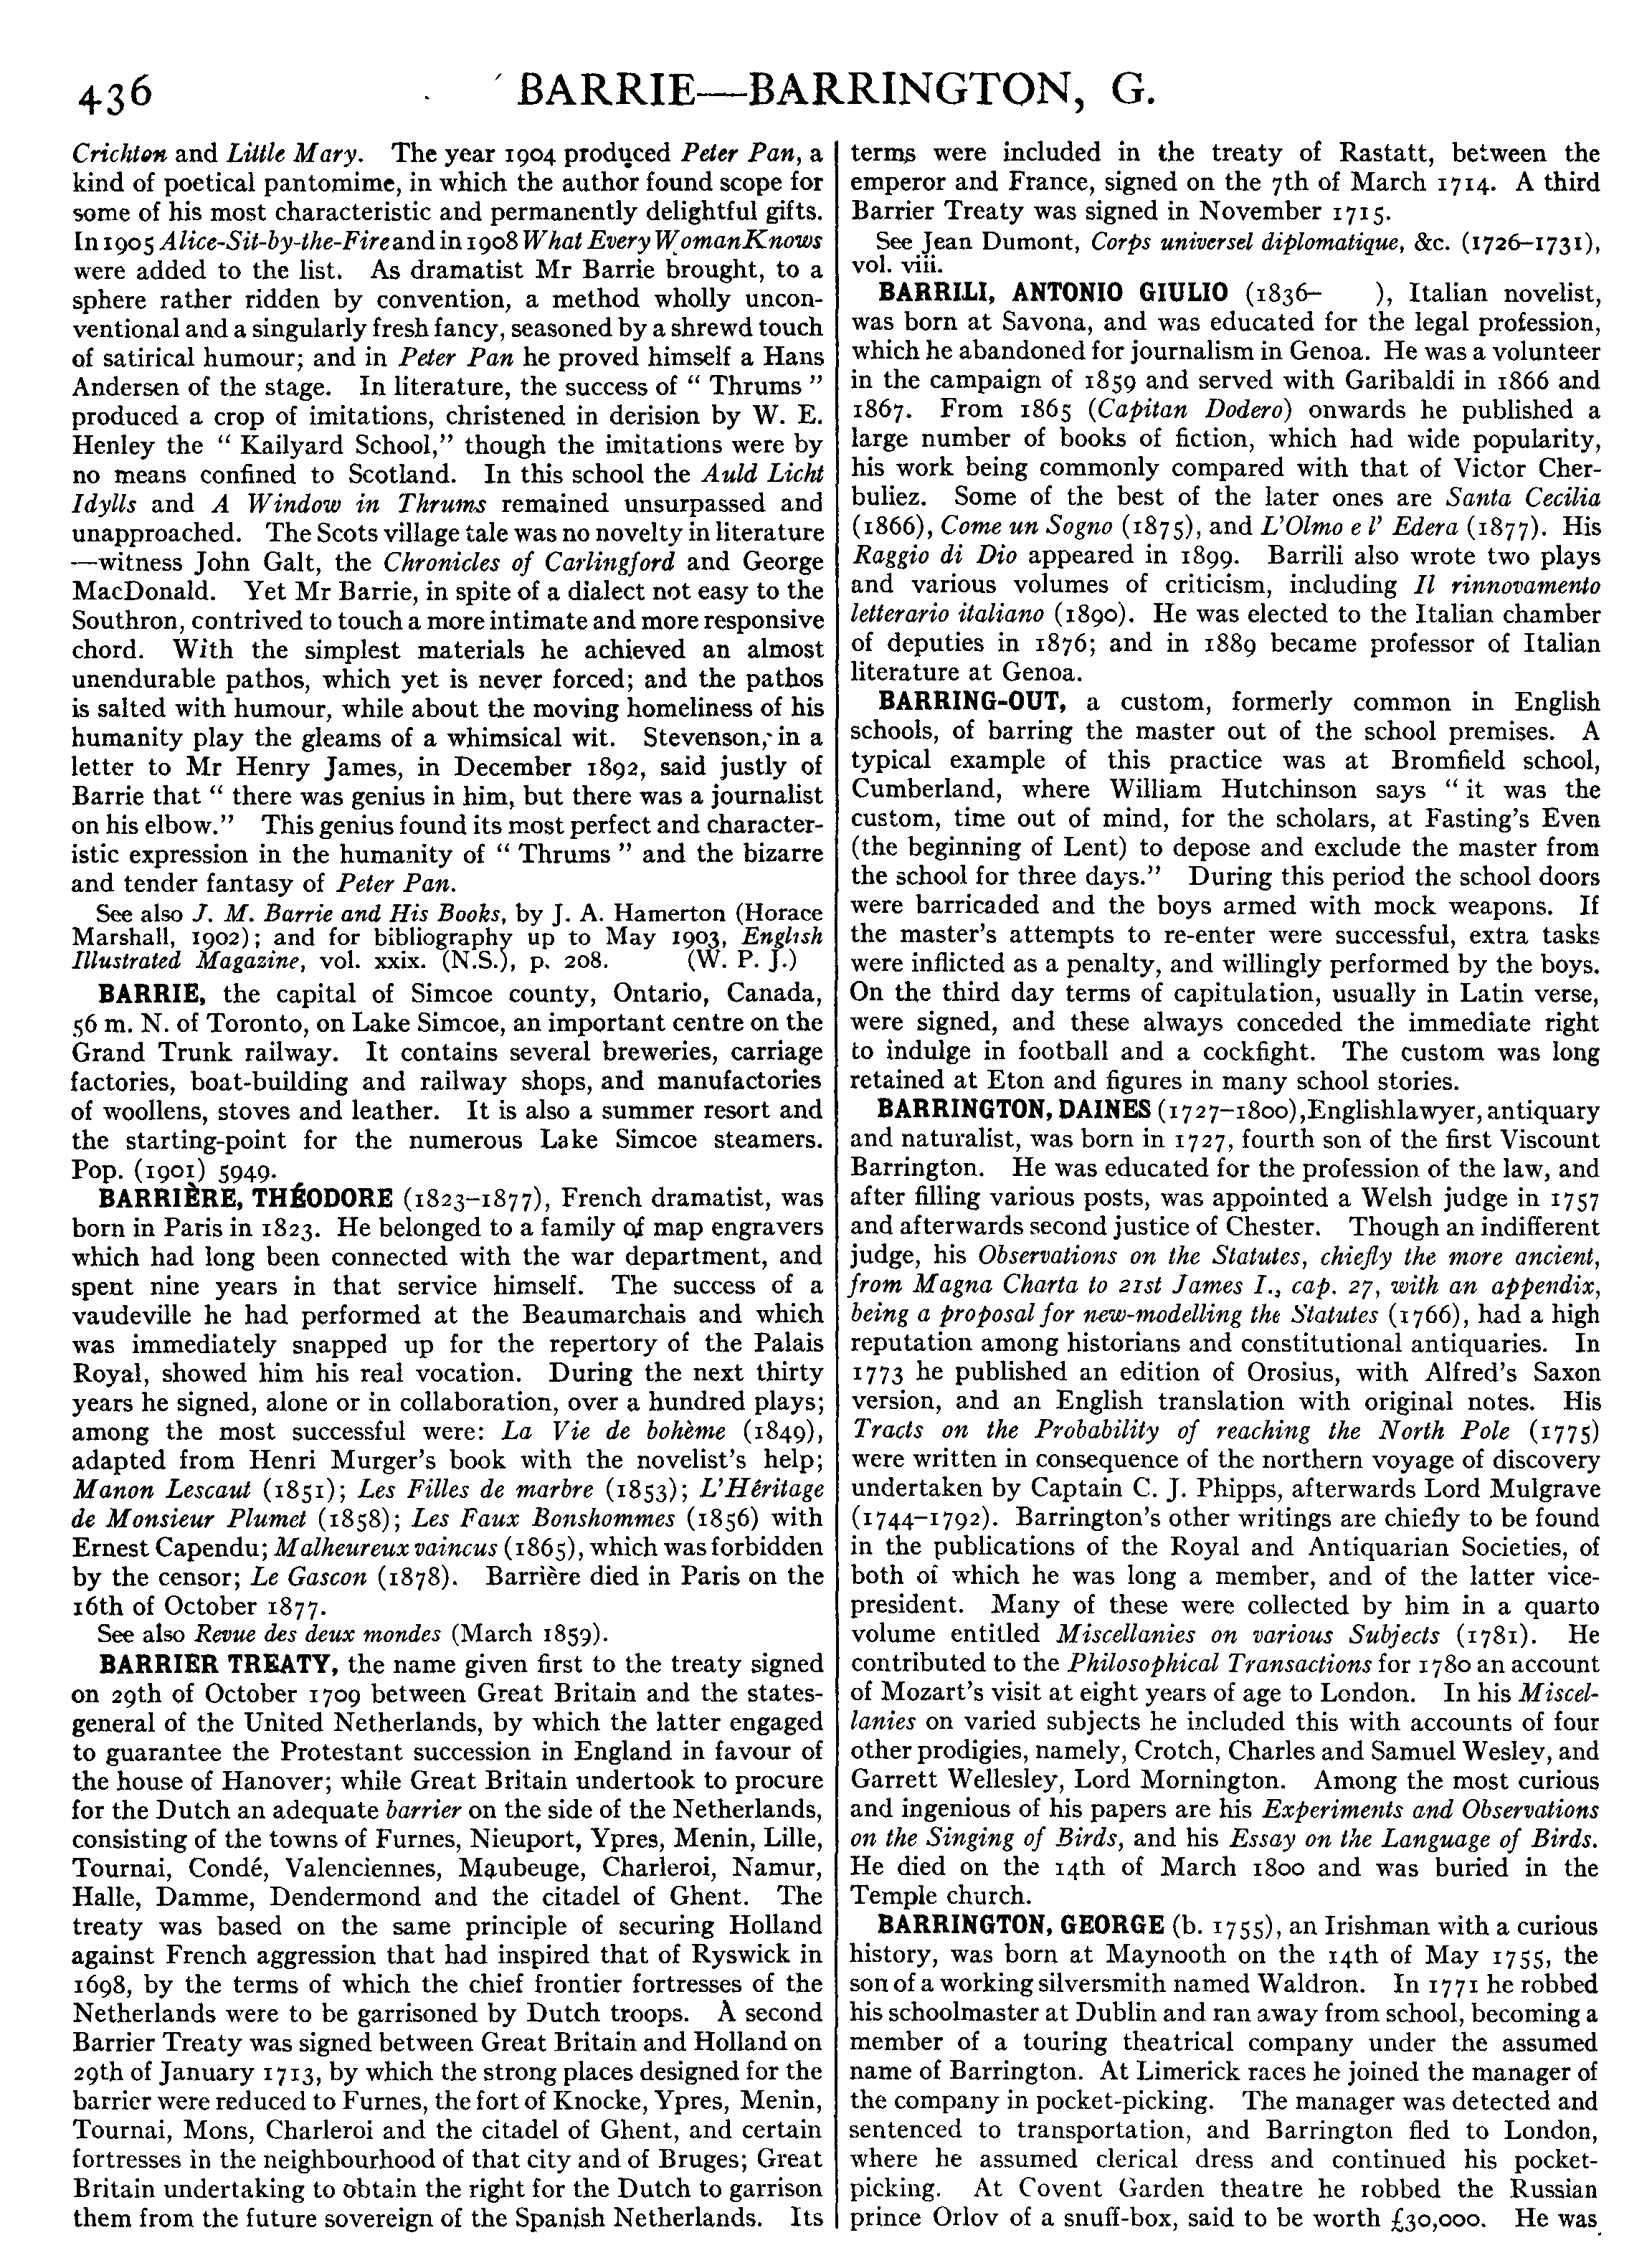 436
BARRIE—BARRINGTON, G.
Crichton and Little Mary. The year 1904 produced Peter Pan, a
kind of poetical pantomime, in which the author found scope for
some of his most characteristic and permanently delightful gifts.
In 1905 Alice-Sit-by-the-Fire and in 1908 What Every Woman Knows
were added to the list. As dramatist Mr Barrie brought, to a
sphere rather ridden by convention, a method wholly uncon-
ventional and a singularly fresh fancy, seasoned by a shrewd touch
of satirical humour; and in Peter Pan he proved himself a Hans
Andersen of the stage. In literature, the success of “ Thrums ”
produced a crop of imitations, christened in derision by W. E.
Henley the “ Kailyard School,” though the imitations were by
no means confined to Scotland. In this school the Auld Licht
Idylls and A Window in Thrums remained unsurpassed and
unapproached. The Scots village tale was no novelty in literature
—witness John Galt, the Chronicles of Carlingford and George
MacDonald. Yet Mr Barrie, in spite of a dialect not easy to the
Southron, contrived to touch a more intimate and more responsive
chord. With the simplest materials he achieved an almost
unendurable pathos, which yet is never forced; and the pathos
is salted with humour, while about the moving homeliness of his
humanity play the gleams of a whimsical wit. Stevenson, in a
letter to Mr Henry James, in December 1892, said justly of
Barrie that “ there was genius in him, but there was a journalist
on his elbow.” This genius found its most perfect and character-
istic expression in the humanity of “ Thrums ” and the bizarre
and tender fantasy of Peter Pan.
See also J. M. Barrie and His Books, by J. A. Hamerton (Horace
Marshall, 1902); and for bibliography up to May 1903, English
Illustrated Magazine, vol. xxix. (N.S.), p. 208. (W. P. J.)
BARRIE, the capital of Simcoe county, Ontario, Canada,
56 m. N. of Toronto, on Lake Simcoe, an important centre on the
Grand Trunk railway. It contains several breweries, carriage
factories, boat-building and railway shops, and manufactories
of woollens, stoves and leather. It is also a summer resort and
the starting-point for the numerous Lake Simcoe steamers.
Pop. (1901) 5949.
BARRIÈRE, THÉODORE (1823–1877), French dramatist, was
born in Paris in 1823. He belonged to a family of map engravers
which had long been connected with the war department, and
spent nine years in that service himself. The success of a
vaudeville he had performed at the Beaumarchais and which
was immediately snapped up for the repertory of the Palais
Royal, showed him his real vocation. During the next thirty
years he signed, alone or in collaboration, over a hundred plays;
among the most successful were: La Vie de bohème (1849),
adapted from Henri Murger's book with the novelist's help;
Manon Lescaut (1851); Les Filles de marbre (1853); L'Héritage
de Monsieur Plumet (1858); Les Faux Bonshommes (1856) with
Ernest Capendu; Malheureux vaincus (1865), which was forbidden
by the censor; Le Gascon (1878). Barrière died in Paris on the
16th of October 1877.
See also Revue des deux mondes (March 1859).
BARRIER TREATY, the name given first to the treaty signed
on 29th of October 1709 between Great Britain and the states-
general of the United Netherlands, by which the latter engaged
to guarantee the Protestant succession in England in favour of
the house of Hanover; while Great Britain undertook to procure
for the Dutch an adequate barrier on the side of the Netherlands,
consisting of the towns of Furnes, Nieuport, Ypres, Menin, Lille,
Tournai, Condé, Valenciennes, Maubeuge, Charleroi, Namur,
Halle, Damme, Dendermond and the citadel of Ghent. The
treaty was based on the same principle of securing Holland
against French aggression that had inspired that of Ryswick in
1698, by the terms of which the chief frontier fortresses of the
Netherlands were to be garrisoned by Dutch troops. A second
Barrier Treaty was signed between Great Britain and Holland on
29th of January 1713, by which the strong places designed for the
barrier were reduced to Furnes, the fort of Knocke, Ypres, Menin,
Tournai, Mons, Charleroi and the citadel of Ghent, and certain
fortresses in the neighbourhood of that city and of Bruges; Great
Britain undertaking to obtain the right for the Dutch to garrison
them from the future sovereign of the Spanish Netherlands. Its
terms were included in the treaty of Rastatt, between the
emperor and France, signed on the 7th of March 1714. A third
Barrier Treaty was signed in November 1715.
See Jean Dumont, Corps universel diplomatique, &c. (1726–1731),
vol. viii.
BARRILI, ANTONIO GIULIO (1836– ), Italian novelist,
was born at Savona, and was educated for the legal profession,
which he abandoned for journalism in Genoa. He was a volunteer
in the campaign of 1859 and served with Garibaldi in 1866 and
1867. From 1865 (Capitan Dodero) onwards he published a
large number of books of fiction, which had wide popularity,
his work being commonly compared with that of Victor Cher-
buliez. Some of the best of the later ones are Santa Cecilia
(1866), Come un Sogno (1875), and L'Olmo e l' Edera (1877). His
Raggio di Dio appeared in 1899. Barrili also wrote two plays
and various volumes of criticism, including Il rinnovamento
letterario italiano (1890). He was elected to the Italian chamber
of deputies in 1876; and in 1889 became professor of Italian
literature at Genoa.
BARRING-OUT, a custom, formerly common in English
schools, of barring the master out of the school premises. A
typical example of this practice was at Bromfield school,
Cumberland, where William Hutchinson says “ it was the
custom, time out of mind, for the scholars, at Fasting's Even
(the beginning of Lent) to depose and exclude the master from
the school for three days.” During this period the school doors
were barricaded and the boys armed with mock weapons. If
the master's attempts to re-enter were successful, extra tasks
were inflicted as a penalty, and willingly performed by the boys.
On the third day terms of capitulation, usually in Latin verse,
were signed, and these always conceded the immediate right
to indulge in football and a cockfight. The custom was long
retained at Eton and figures in many school stories.
BARRINGTON, DAINES (1727–1800), English lawyer, antiquary
and naturalist, was born in 1727, fourth son of the first Viscount
Barrington. He was educated for the profession of the law, and
after filling various posts, was appointed a Welsh judge in 1757
and afterwards second justice of Chester. Though an indifferent
judge, his Observations on the Statutes, chiefly the more ancient,
from Magna Charta to 21st James I., cap. 27, with an appendix,
being a proposal for new-modelling the Statutes (1766), had a high
reputation among historians and constitutional antiquaries. In
1773 he published an edition of Orosius, with Alfred's Saxon
version, and an English translation with original notes. His
Tracts on the Probability of reaching the North Pole (1775)
were written in consequence of the northern voyage of discovery
undertaken by Captain C. J. Phipps, afterwards Lord Mulgrave
(1744–1792). Barrington's other writings are chiefly to be found
in the publications of the Royal and Antiquarian Societies, of
both of which he was long a member, and of the latter vice-
president. Many of these were collected by him in a quarto
volume entitled Miscellanies on various Subjects (1781). He
contributed to the Philosophical Transactions for 1780 an account
of Mozart's visit at eight years of age to London. In his Miscel-
lanies on varied subjects he included this with accounts of four
other prodigies, namely, Crotch, Charles and Samuel Wesley, and
Garrett Wellesley, Lord Mornington. Among the most curious
and ingenious of his papers are his Experiments and Observations
on the Singing of Birds, and his Essay on the Language of Birds.
He died on the 14th of March 1800 and was buried in the
Temple church.
BARRINGTON, GEORGE (b. 1755), an Irishman with a curious
history, was born at Maynooth on the 14th of May 1755, the
son of a working silversmith named Waldron. In 1771 he robbed
his schoolmaster at Dublin and ran away from school, becoming a
member of a touring theatrical company under the assumed
name of Barrington. At Limerick races he joined the manager of
the company in pocket-picking. The manager was detected and
sentenced to transportation, and Barrington fled to London,
where he assumed clerical dress and continued his pocket-
picking. At Covent Garden theatre he robbed the Russian
prince Orlov of a snuff-box, said to be worth £30,000. He was